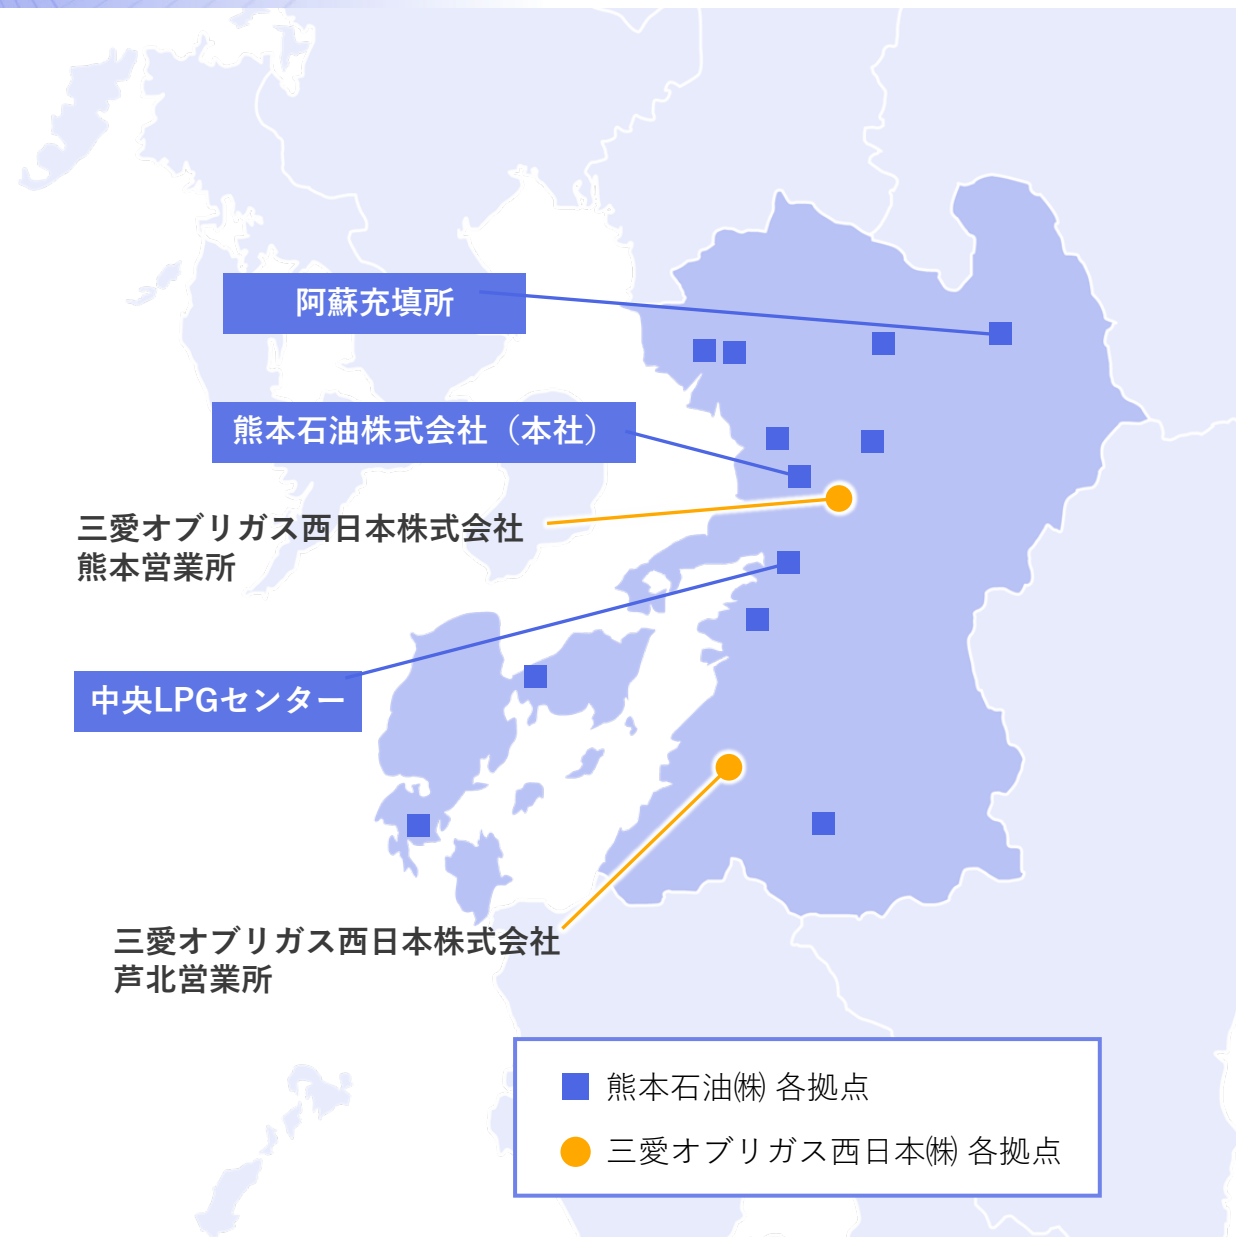 阿蘇充填所
熊本石油株式会社（本社）
三愛オブリガス西日本株式会社
熊本営業所
中央LPGセンター
三愛オブリガス西日本株式会社
芦北営業所
熊本石油㈱ 各拠点
三愛オブリガス西日本㈱ 各拠点